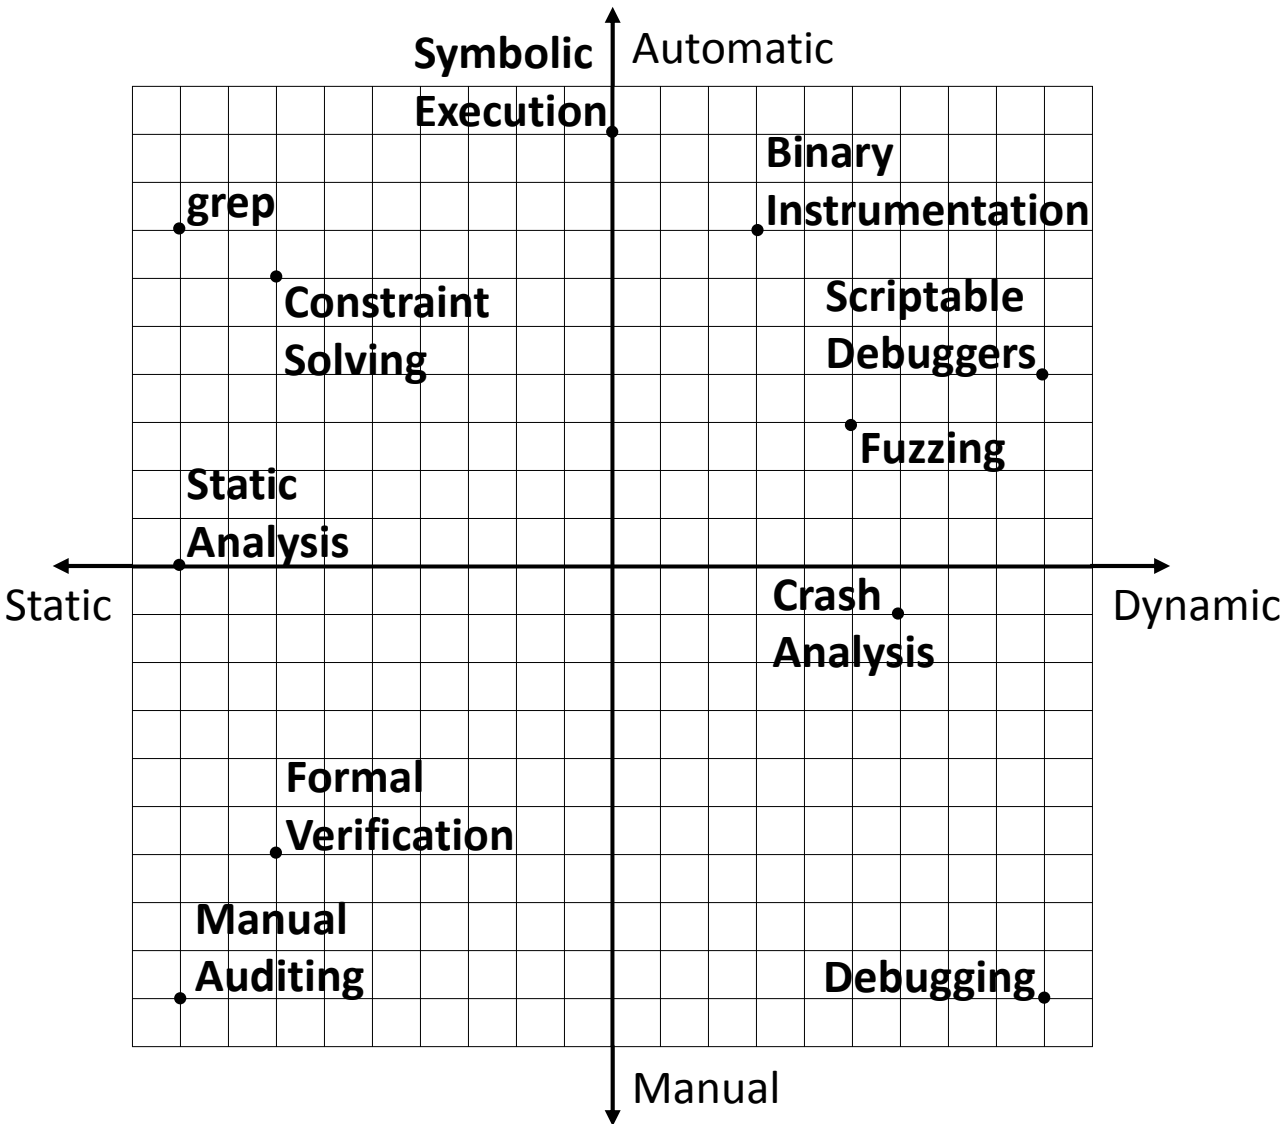 Symbolic
Execution
Automatic
Binary
Instrumentation
grep
Constraint
Solving
Scriptable
Debuggers
Fuzzing
Static
Analysis
Static
Dynamic
Crash
Analysis
Formal
Verification
Manual
Auditing
Debugging
Manual